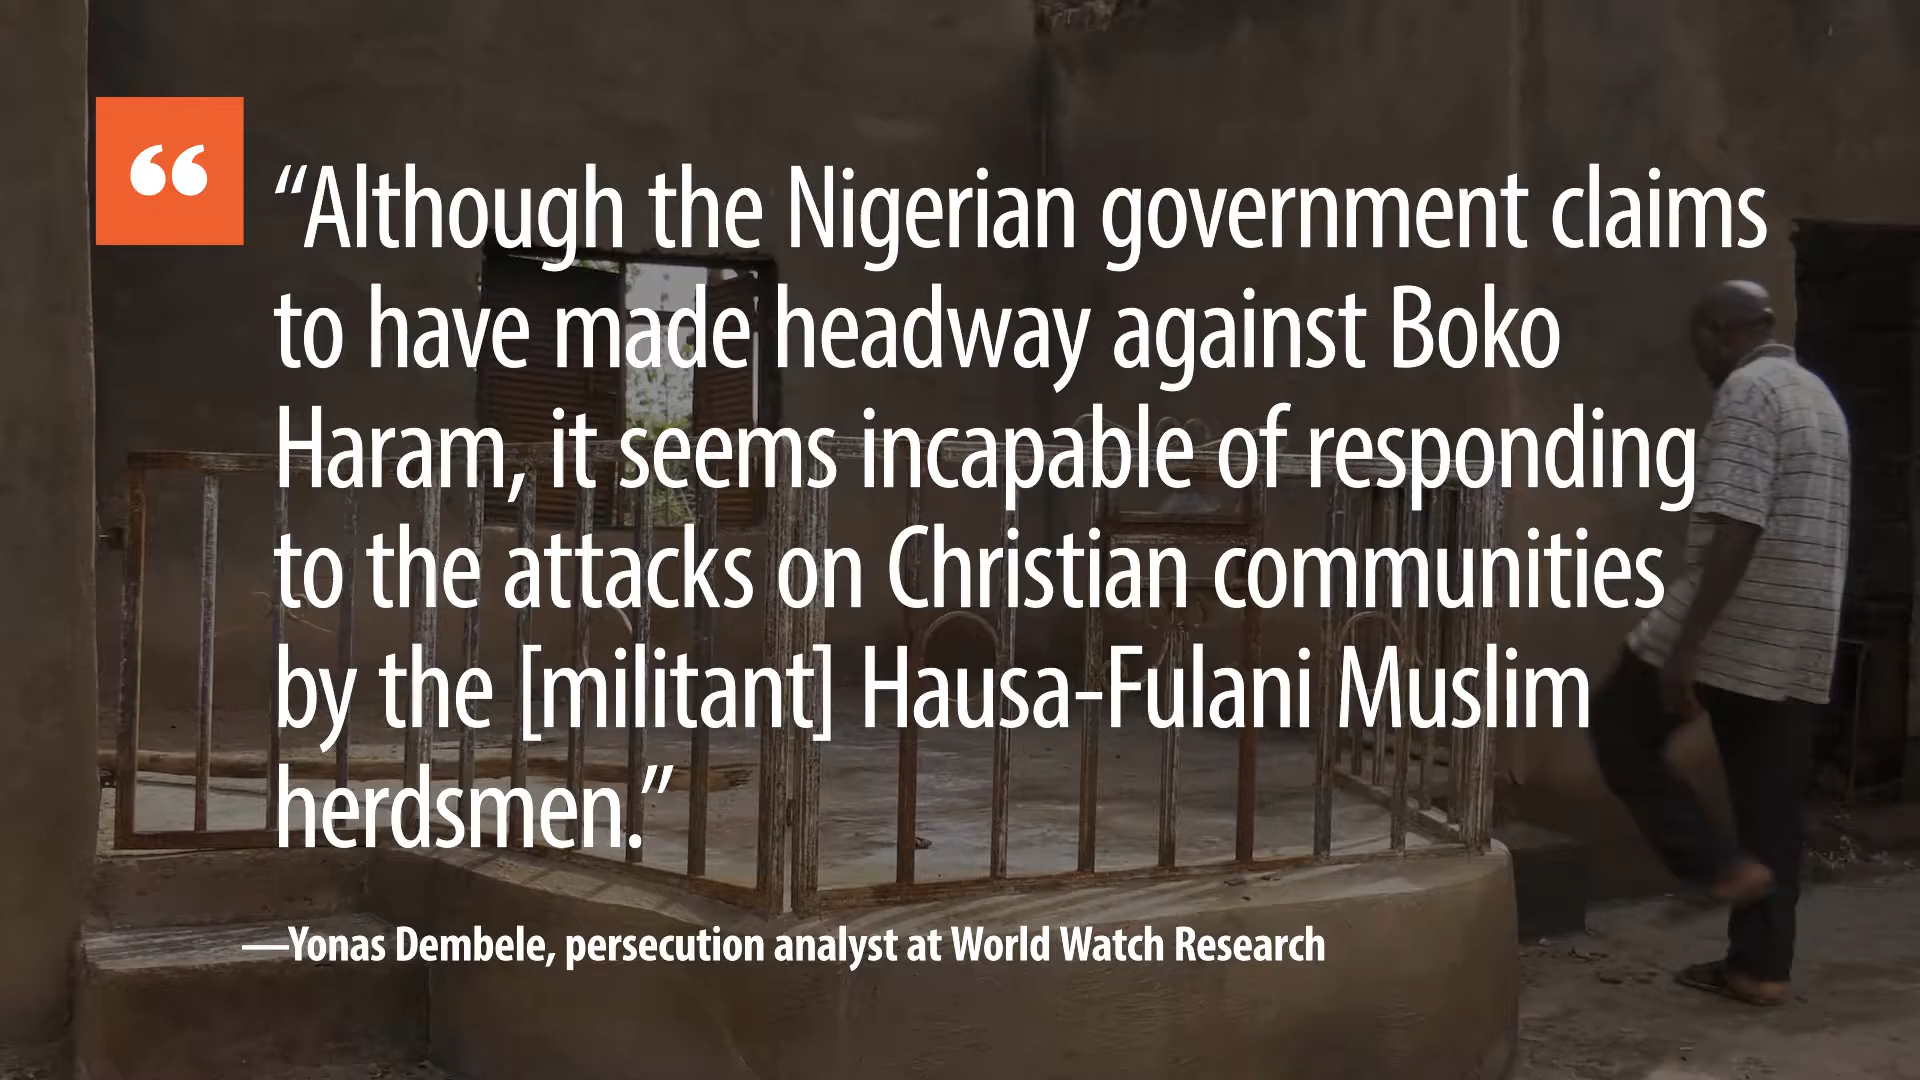 “
“Although the Nigerian government claims
to have made headway against Boko
Haram, it seems incapable of responding
to the attacks on Christian communities
by the [militant] Hausa-Fulani Muslim
herdsmen.”
—Yonas Dembele, persecution analyst at World Watch Research